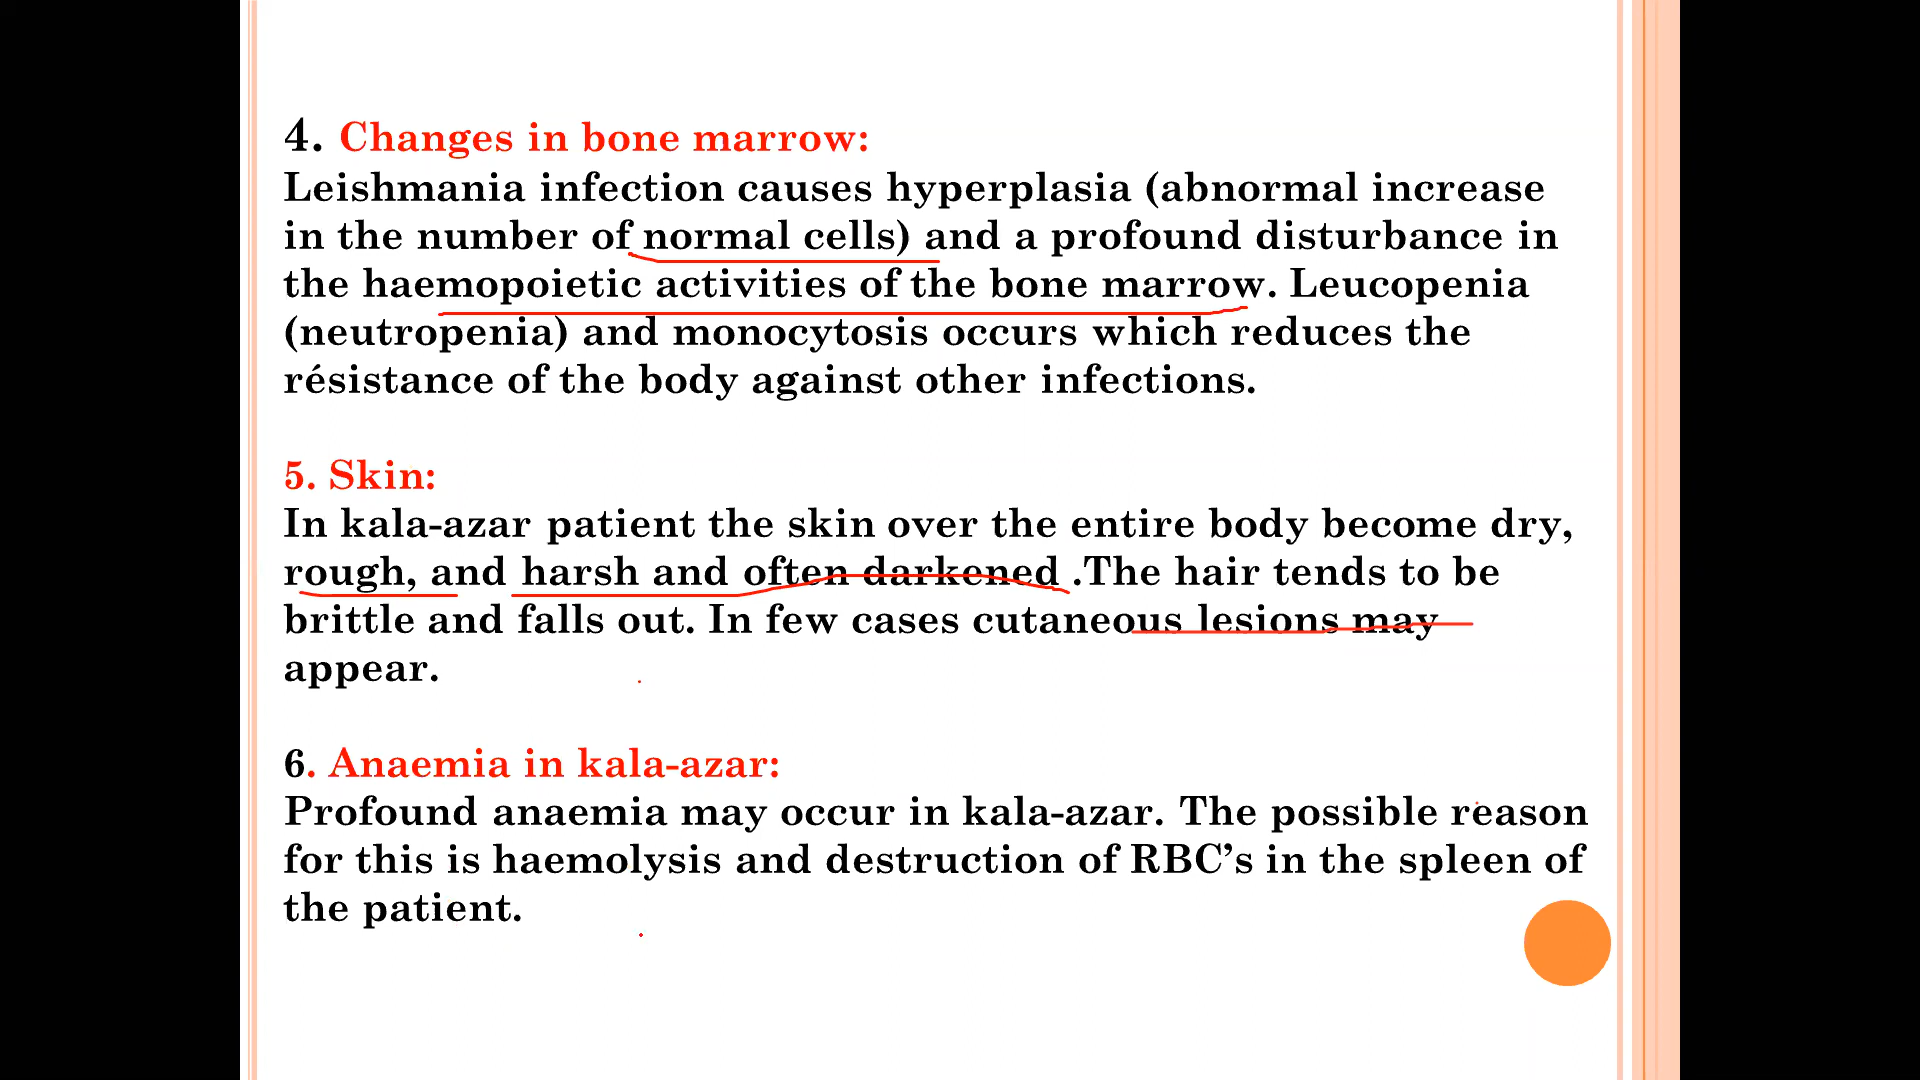 4. Changes in bone marrow:
Leishmania infection causes hyperplasia (abnormal increase
in the number of normal cells) and a profound disturbance in
the haemopoietic activities of the bone marrow. Leucopenia
(neutropenia) and monocytosis occurs which reduces the
résistance of the body against other infections.
5. Skin:
In kala-azar patient the skin over the entire body become dry,
rough, and harsh and often darkened .The hair tends to be
brittle and falls out. In few cases cutaneous lesions may
appear.
6. Anaemia in kala-azar:
Profound anaemia may occur in kala-azar. The possible reason
for this is haemolysis and destruction of RBC’s in the spleen of
the patient.